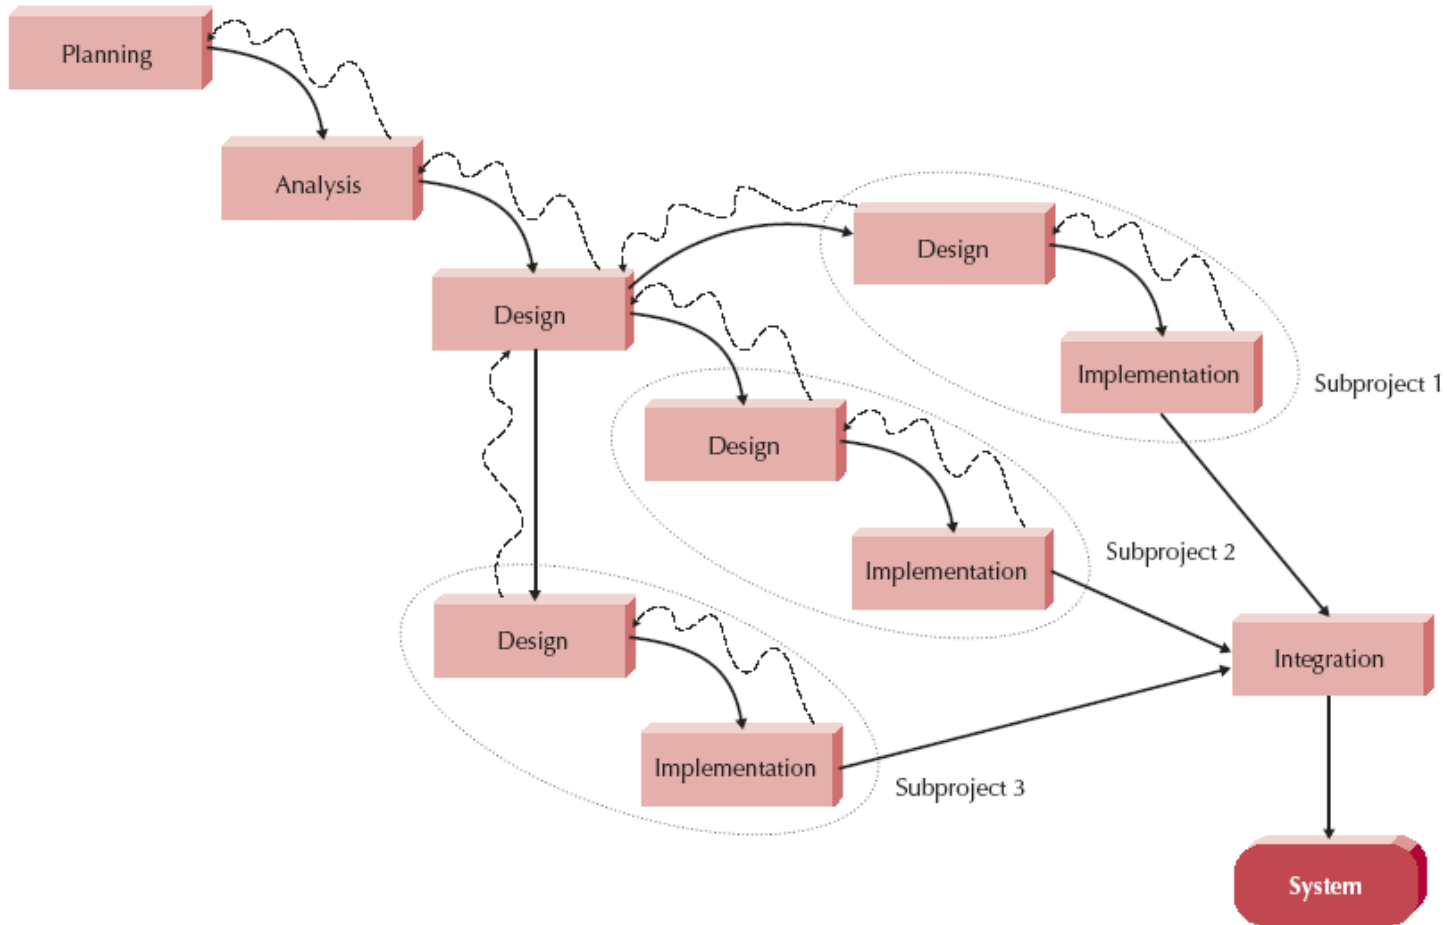 Planning
Analysis
Design
Design
Implementation
Subproject 1
Design
Implementation
Subproject 2
Design
Implementation
Subproject 3
Integration
System